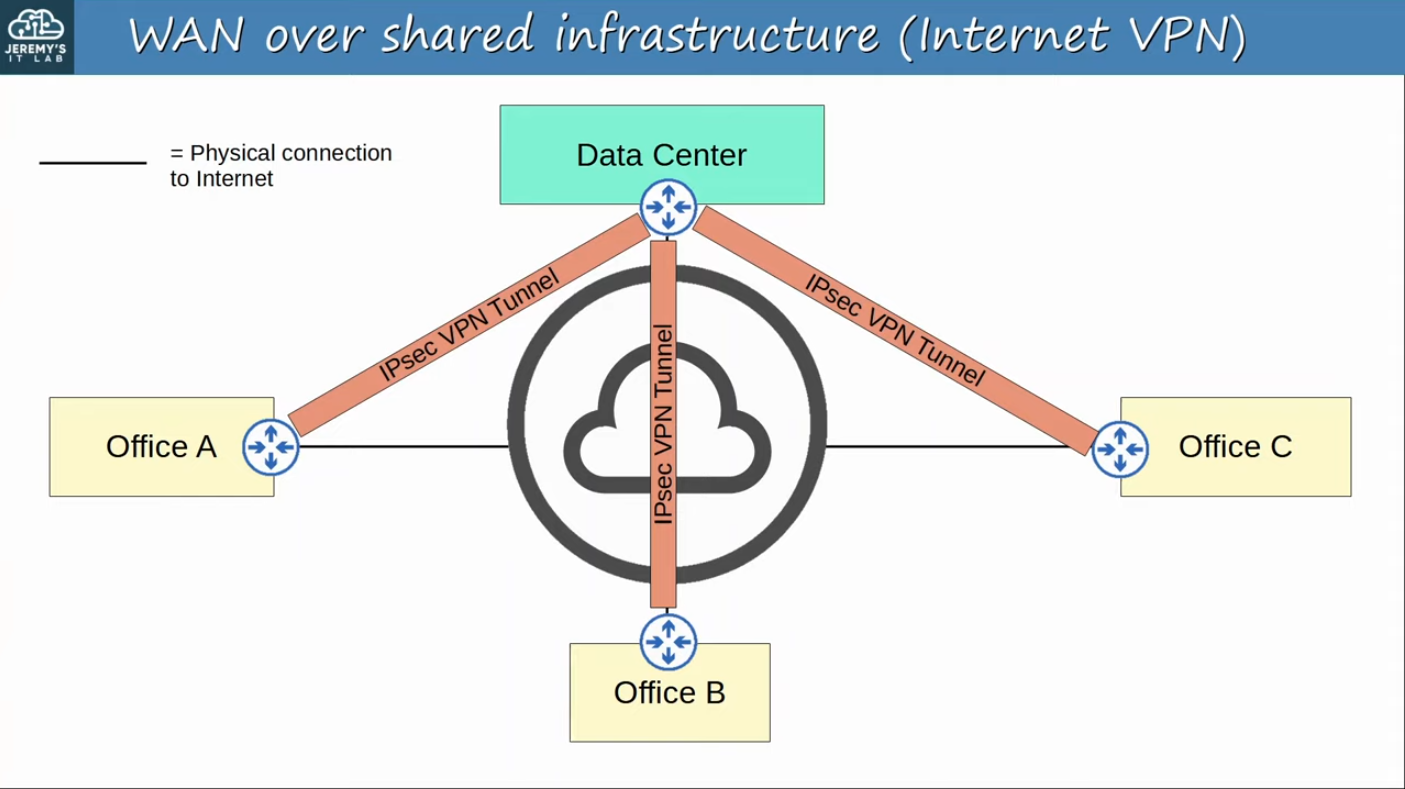 JEREMY'S
IT LAB
WAN over shared infrastructure (Internet VPN)
= Physical connection
to Internet
Data Center
IPsec VPN Tunnel
IPsec VPN Tunnel
IPsec VPN Tunnel
Office A
Office C
Office B